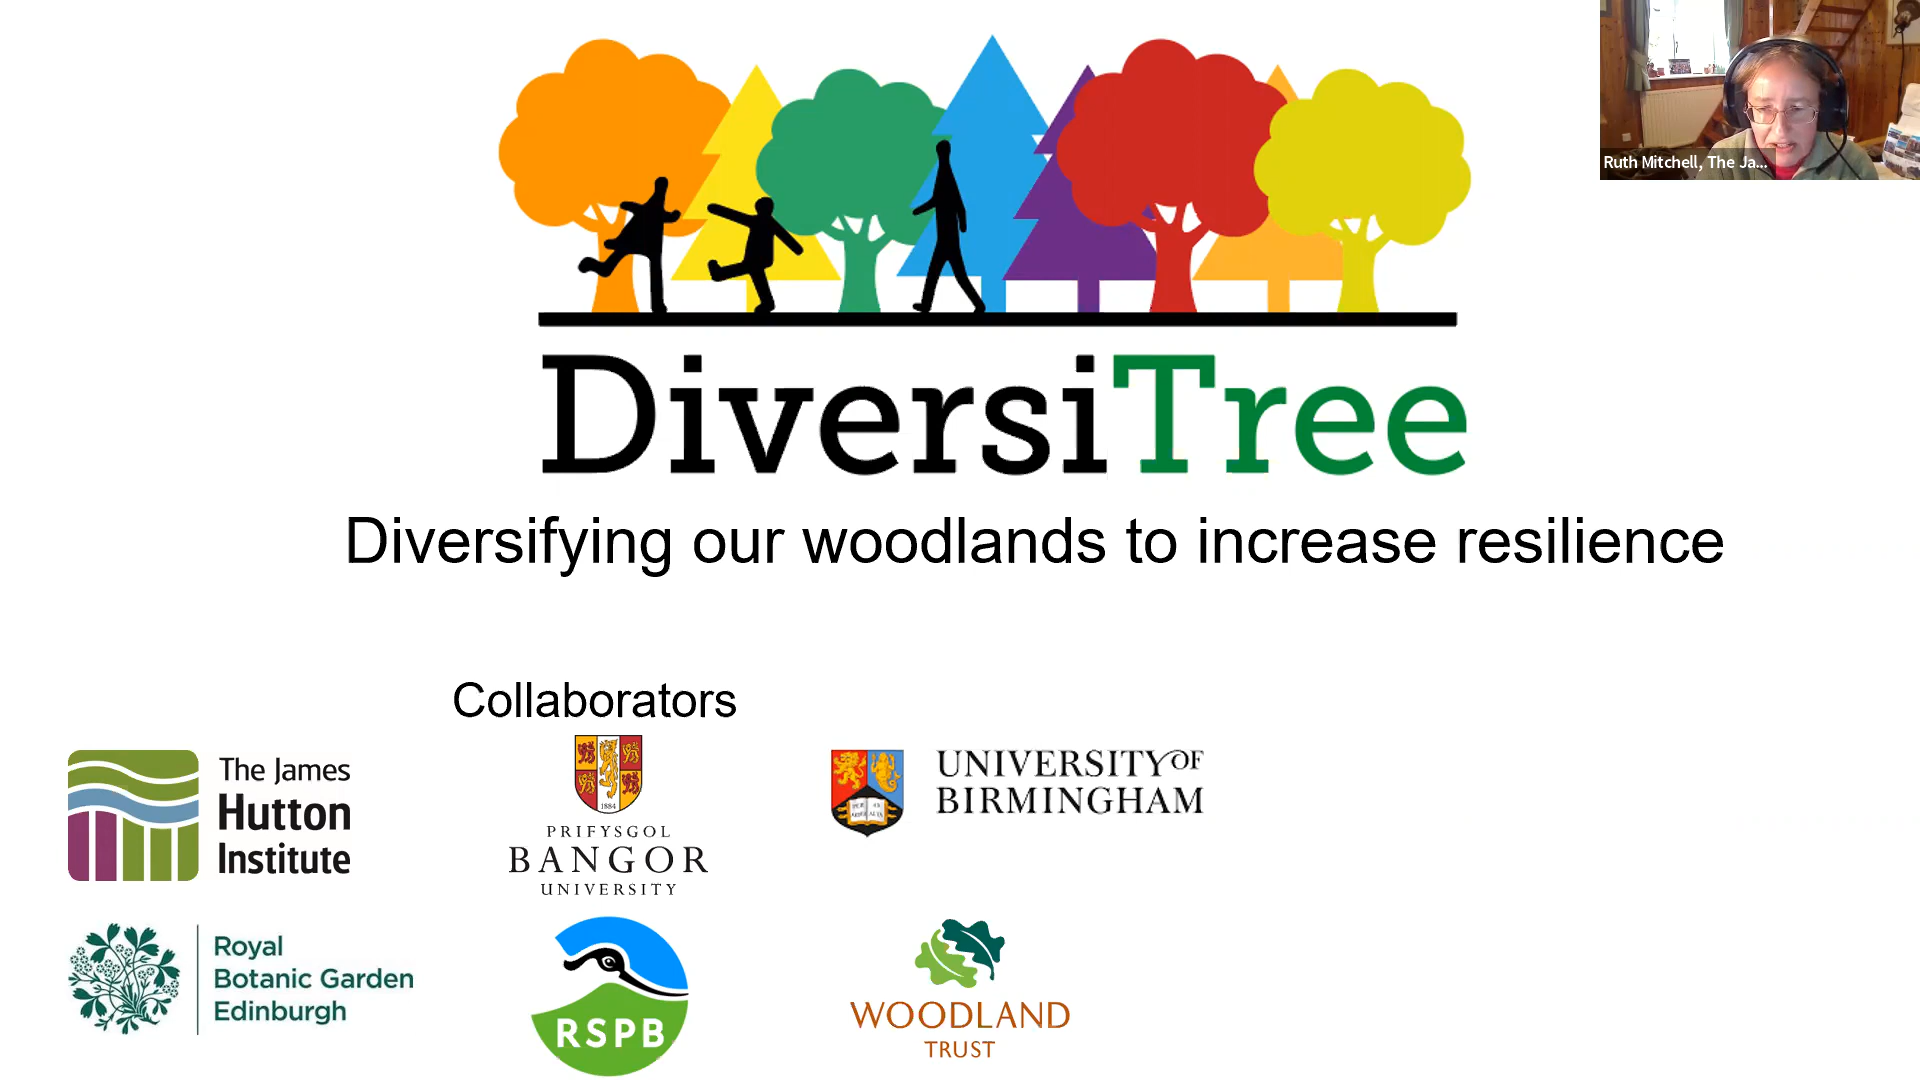 Ruth Mitchell, The Ja...
DiversiTree
Diversifying our woodlands to increase resilience
Collaborators
The James
Hutton
Institute
1884
PRIFYSGOL
BANGOR
UNIVERSITY
UNIVERSITY OF
BIRMINGHAM
Royal
Botanic Garden
Edinburgh
RSPB
WOODLAND
TRUST